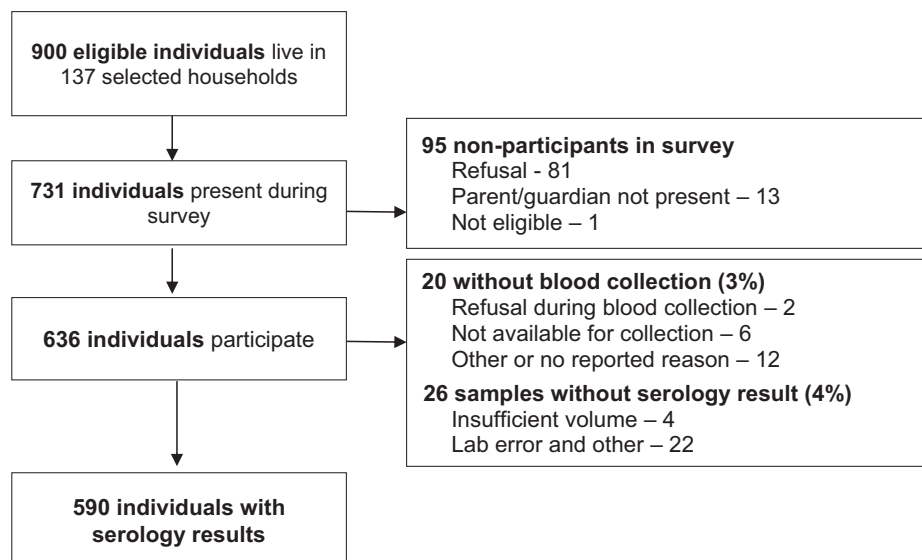 900 eligible individuals live in
137 selected households
95 non-participants in survey
Refusal - 81
Parent/guardian not present – 13
Not eligible – 1
731 individuals present during
survey
20 without blood collection (3%)
Refusal during blood collection – 2
Not available for collection – 6
Other or no reported reason – 12
26 samples without serology result (4%)
Insufficient volume – 4
Lab error and other – 22
636 individuals participate
590 individuals with
serology results